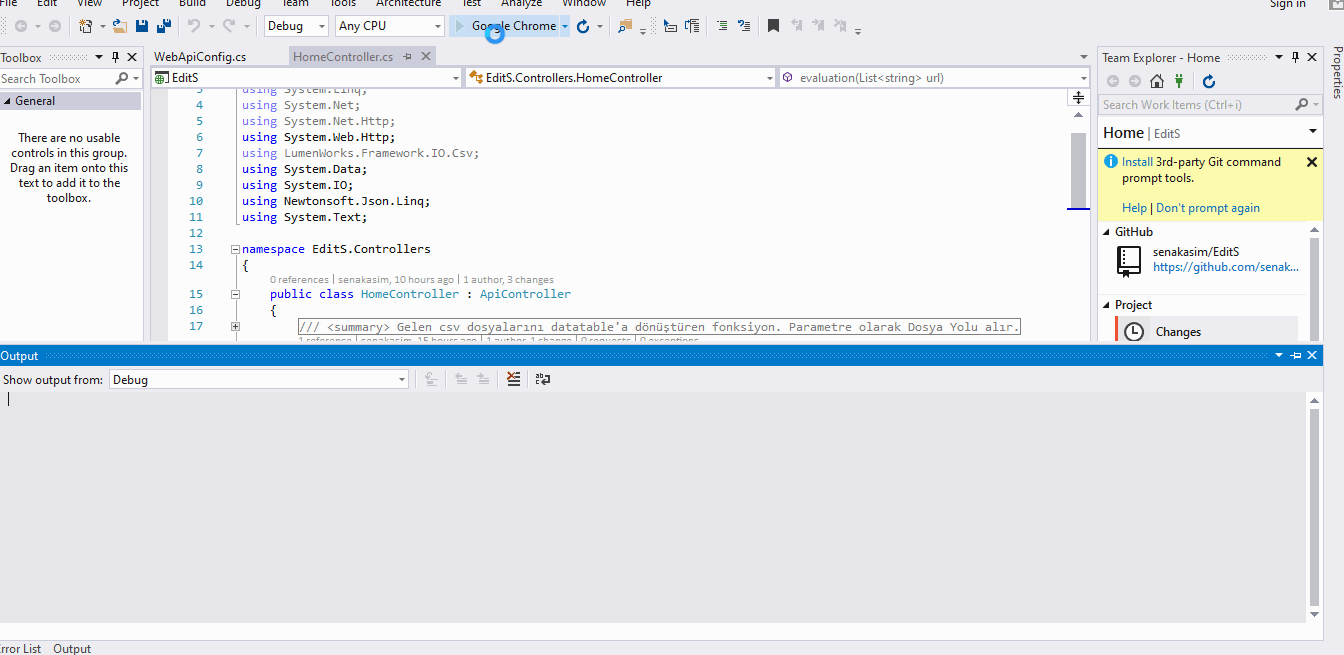 File Edit View Project Build Debug Team Tools Architecture Test Analyze Window Help
Sign in
Debug Any CPU Google Chrome
Toolbox
Search Toolbox
General
There are no usable
controls in this group.
Drag an item onto this
text to add it to the
toolbox.
WebApiConfig.cs HomeController.cs
EditS EditS.Controllers.HomeController evaluation(List<string> url)
3 using System.Linq;
4 using System.Net;
5 using System.Net.Http;
6 using System.Web.Http;
7 using LumenWorks.Framework.IO.Csv;
8 using System.Data;
9 using System.IO;
10 using Newtonsoft.Json.Linq;
11 using System.Text;
12
13 namespace EditS.Controllers
14 {
0 references | senakasim, 10 hours ago | 1 author, 3 changes
15 public class HomeController : ApiController
16 {
17 /// <summary> Gelen csv dosyalarını datatable'a dönüştüren fonksiyon. Parametre olarak Dosya Yolu alır.
1 reference | senakasim, 15 hours ago | 1 author, 1 change | 0 requests | 0 exceptions
Team Explorer - Home
Search Work Items (Ctrl+i)
Home | EditS
Install 3rd-party Git command
prompt tools.
Help | Don't prompt again
GitHub
senakasim/EditS
https://github.com/senak...
Project
Changes
Properties
Output
Show output from: Debug
Error List Output